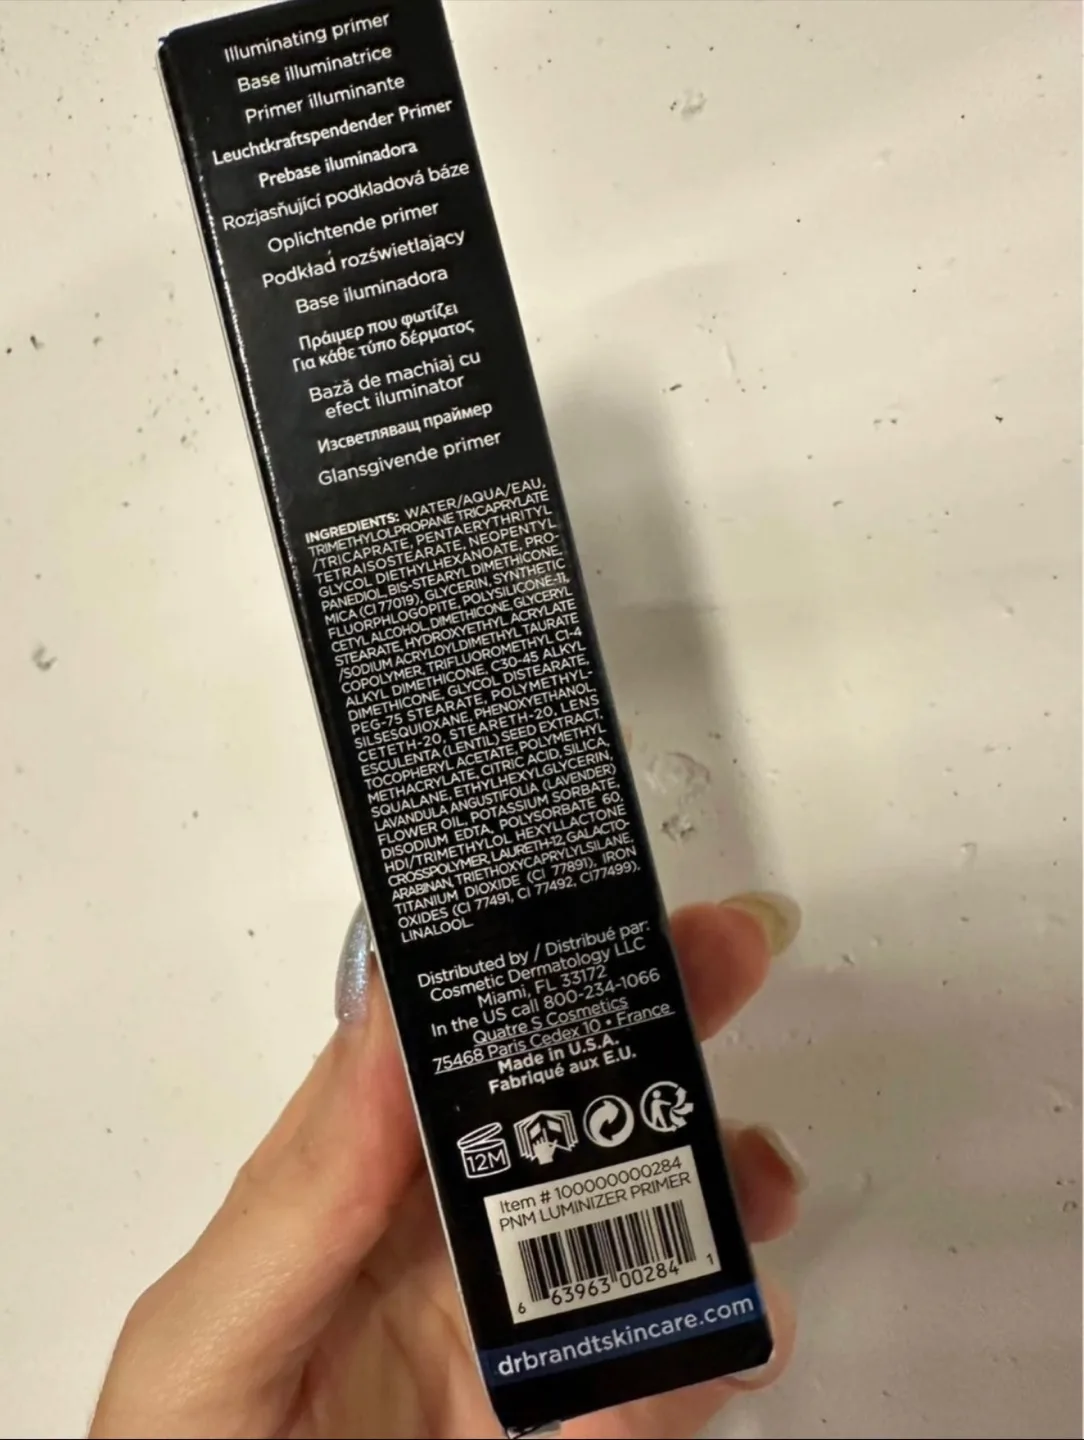 Illuminating primer
Base illuminatrice
Primer illuminante
Leuchtkraftspendender Primer
Prebase iluminadora
Rozjasňující podkladová báze
Oplichtende primer
Podkład rozświetlający
Base iluminadora
Πράιμερ που φωτίζει
Για κάθε τύπο δέρματος
Bază de machiaj cu
efect iluminator
Изсветляващ праймер
Glansgivende primer
INGREDIENTS: WATER/AQUA/EAU,
TRIMETHYLOLPROPANE TRICAPRYLATE
/TRICAPRATE, PENTAERYTHRITYL
TETRAISOSTEARATE, NEOPENTYL
GLYCOL DIETHYLHEXANOATE, PRO-
PANEDIOL, BIS-STEARYL DIMETHICONE,
MICA (CI 77019), GLYCERIN, SYNTHETIC
FLUORPHLOGOPITE, POLYSILICONE-11,
CETYL ALCOHOL, DIMETHICONE, GLYCERYL
STEARATE, HYDROXYETHYL ACRYLATE
/SODIUM ACRYLOYLDIMETHYL TAURATE
COPOLYMER, TRIFLUOROMETHYL C1-4
ALKYL DIMETHICONE, C30-45 ALKYL
DIMETHICONE, GLYCOL DISTEARATE,
PEG-75 STEARATE, POLYMETHYL-
SILSESQUIOXANE, PHENOXYETHANOL,
CETETH-20, STEARETH-20, LENS
ESCULENTA (LENTIL) SEED EXTRACT,
TOCOPHERYL ACETATE, POLYMETHYL
METHACRYLATE, CITRIC ACID, SILICA,
SQUALANE, ETHYLHEXYLGLYCERIN,
LAVANDULA ANGUSTIFOLIA (LAVENDER)
FLOWER OIL, POTASSIUM SORBATE,
DISODIUM EDTA, POLYSORBATE 60,
HDI/TRIMETHYLOL HEXYLLACTONE
CROSSPOLYMER, LAURETH-12, GALACTO-
ARABINAN, TRIETHOXYCAPRYLYLSILANE,
TITANIUM DIOXIDE (CI 77891), IRON
OXIDES (CI 77491, CI 77492, CI77499),
LINALOOL.
Distributed by / Distribué par:
Cosmetic Dermatology LLC
Miami, FL 33172
In the US call 800-234-1066
Quatre S Cosmetics
75468 Paris Cedex 10 • France
Made in U.S.A.
Fabriqué aux E.U.
12M
Item # 100000000284
PNM LUMINIZER PRIMER
6 63963 00284 1
drbrandtskincare.com